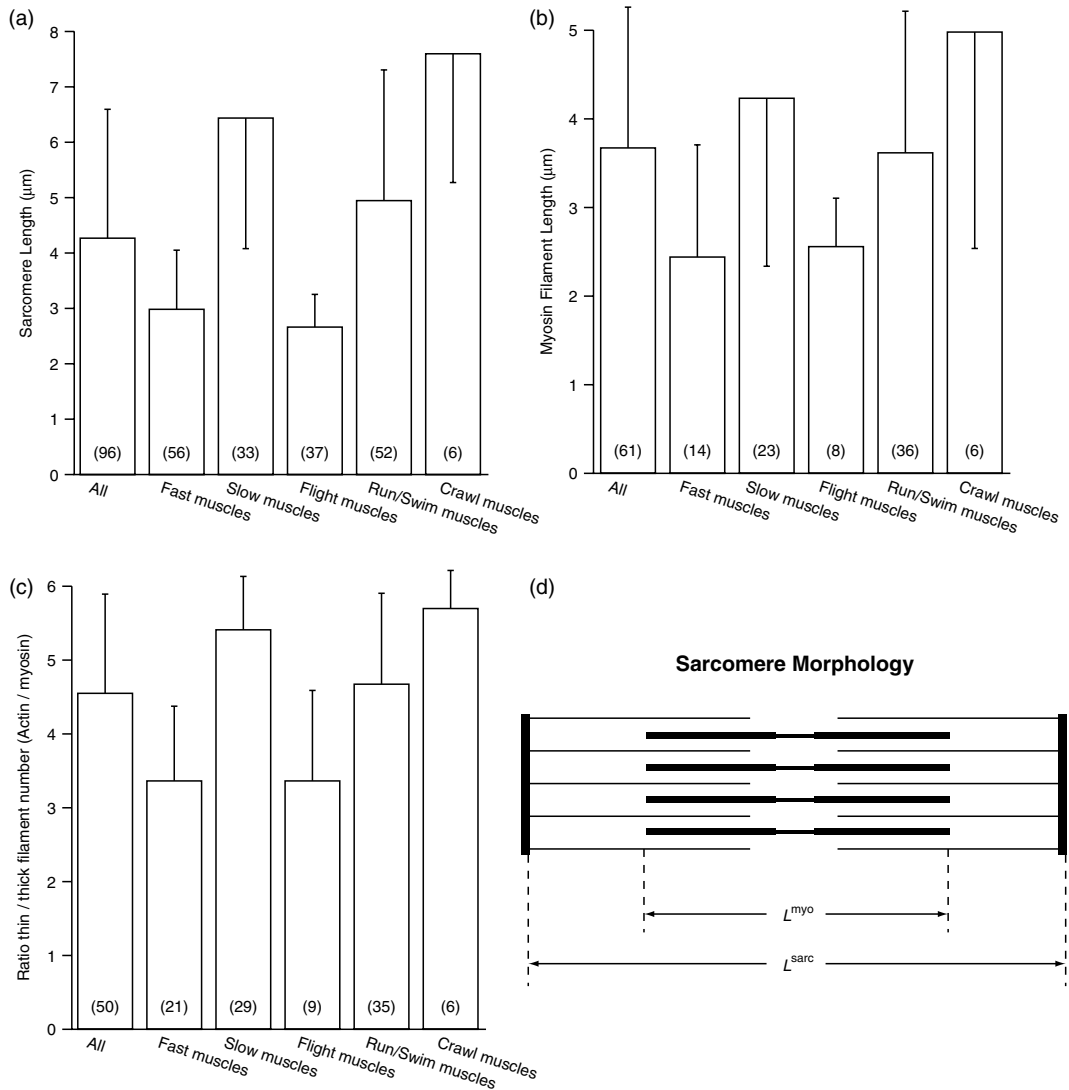 (a)
8
7
6
5
4
3
2
1
0
Sarcomere Length (μm)
(96)
(56)
(33)
(37)
(52)
(6)
All
Fast muscles
Slow muscles
Flight muscles
Run/Swim muscles
Crawl muscles
(b)
5
4
3
2
1
0
Myosin Filament Length (μm)
(61)
(14)
(23)
(8)
(36)
(6)
All
Fast muscles
Slow muscles
Flight muscles
Run/Swim muscles
Crawl muscles
(c)
6
5
4
3
2
1
0
Ratio thin / thick filament number (Actin / myosin)
(50)
(21)
(29)
(9)
(35)
(6)
All
Fast muscles
Slow muscles
Flight muscles
Run/Swim muscles
Crawl muscles
(d)
Sarcomere Morphology
L^myo
L^sarc